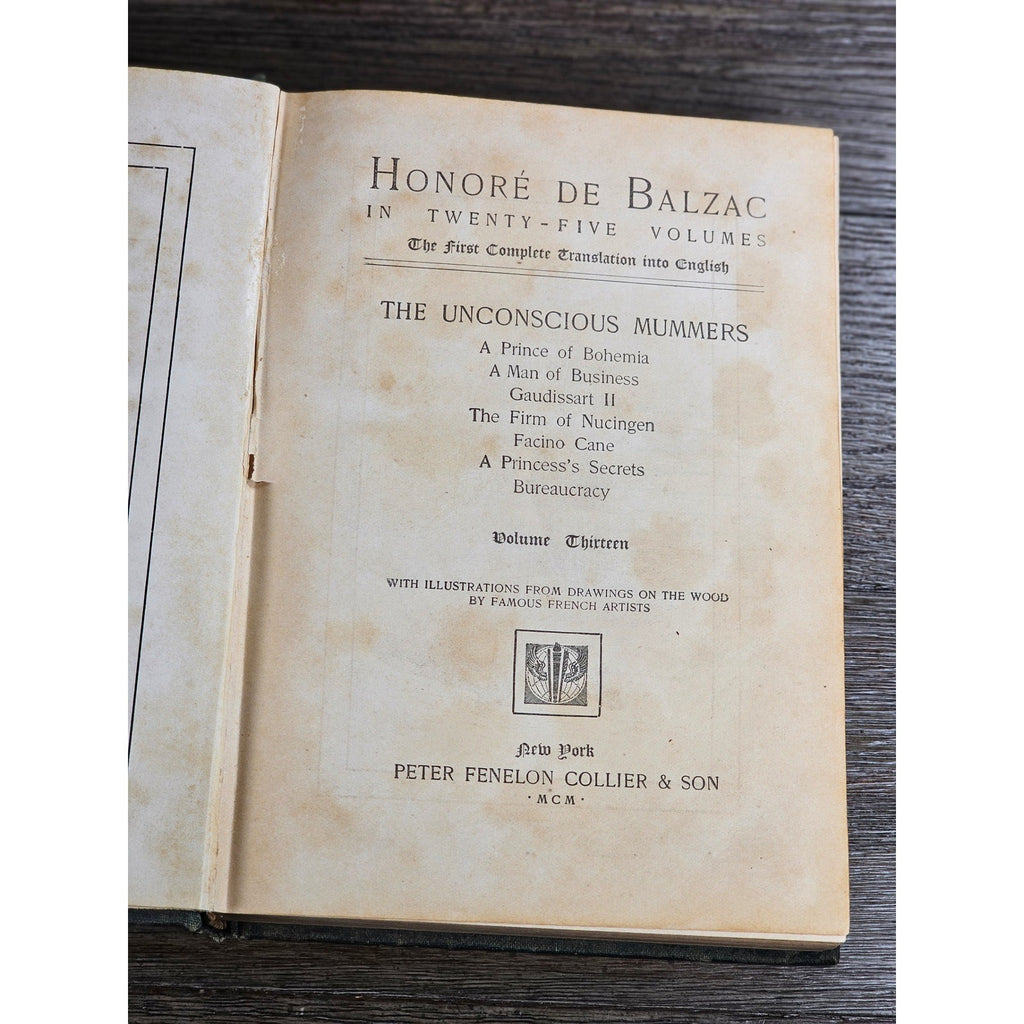 HONORÉ DE BALZAC
IN TWENTY-FIVE VOLUMES
The First Complete Translation into English
THE UNCONSCIOUS MUMMERS
A Prince of Bohemia
A Man of Business
Gaudissart II
The Firm of Nucingen
Facino Cane
A Princess's Secrets
Bureaucracy
Volume Thirteen
WITH ILLUSTRATIONS FROM DRAWINGS ON THE WOOD
BY FAMOUS FRENCH ARTISTS
New York
PETER FENELON COLLIER & SON
·MCM·